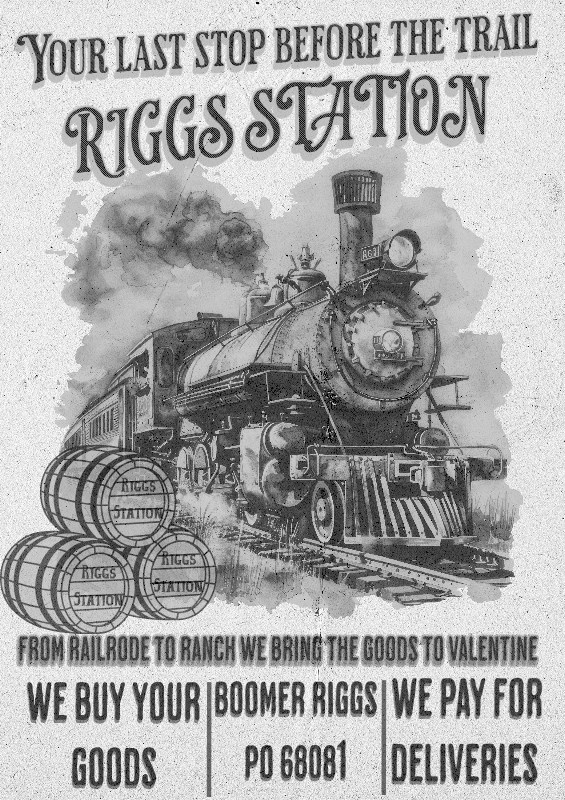 YOUR LAST STOP BEFORE THE TRAIL
RIGGS STATION
RIGGS
STATION
RIGGS
STATION
RIGGS
STATION
FROM RAILRODE TO RANCH WE BRING THE GOODS TO VALENTINE
WE BUY YOUR
GOODS
BOOMER RIGGS
PO 68081
WE PAY FOR
DELIVERIES